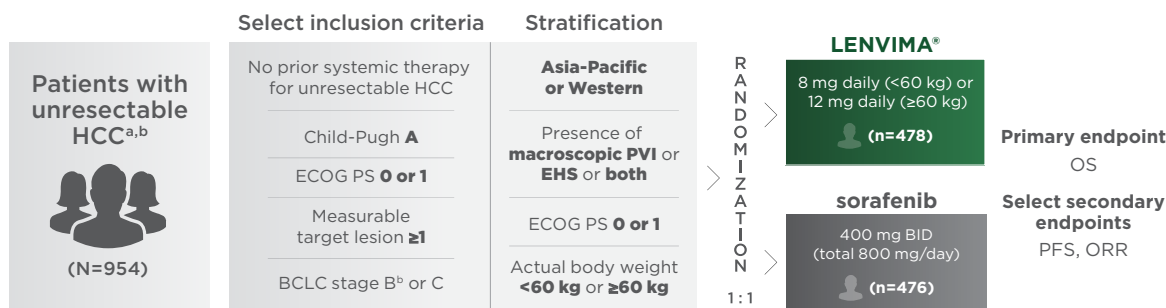 Patients with
unresectable
HCCa,b
(N=954)
Select inclusion criteria
No prior systemic therapy
for unresectable HCC
Child-Pugh A
ECOG PS 0 or 1
Measurable
target lesion ≥1
BCLC stage Bb or C
Stratification
Asia-Pacific
or Western
Presence of
macroscopic PVI or
EHS or both
ECOG PS 0 or 1
Actual body weight
<60 kg or ≥60 kg
RANDOMIZATION
1:1
LENVIMA®
8 mg daily (<60 kg) or
12 mg daily (≥60 kg)
(n=478)
sorafenib
400 mg BID
(total 800 mg/day)
(n=476)
Primary endpoint
OS
Select secondary
endpoints
PFS, ORR